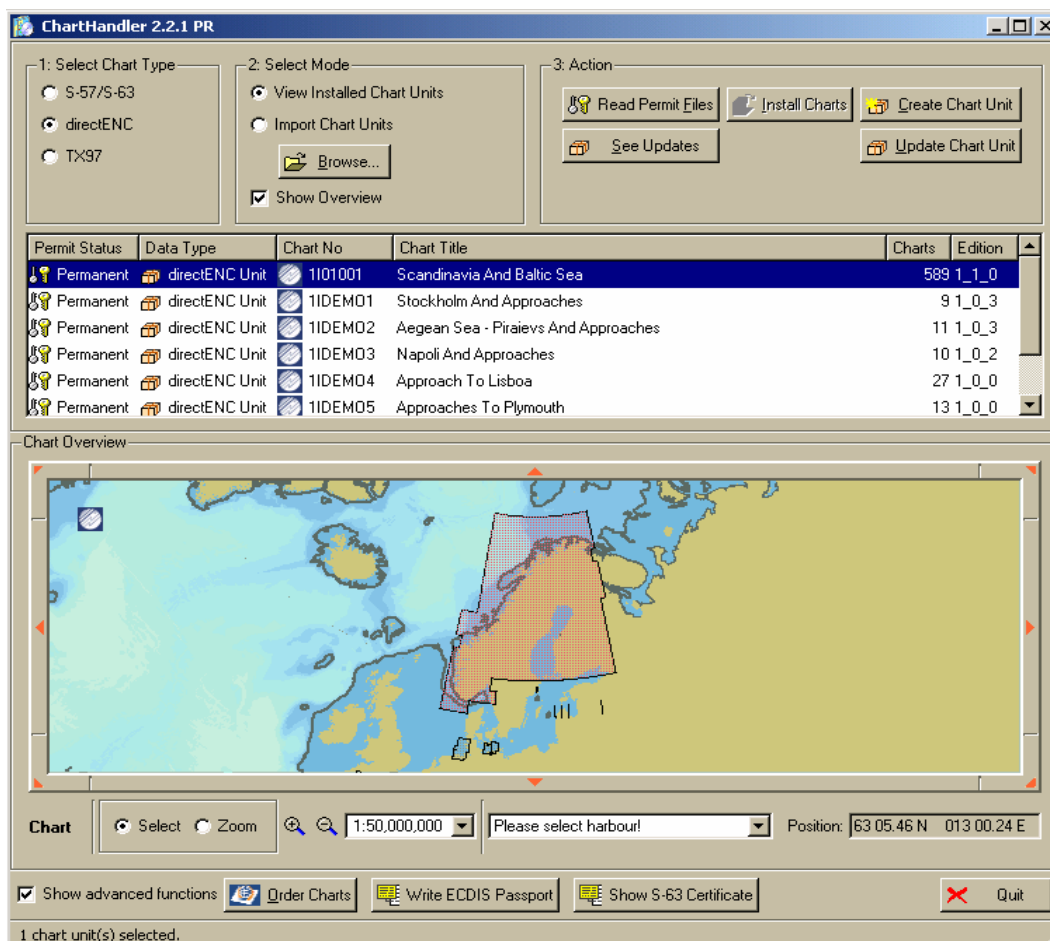 ChartHandler 2.2.1 PR
1: Select Chart Type
S-57/S-63
directENC
TX97
2: Select Mode
View Installed Chart Units
Import Chart Units
Browse...
Show Overview
3: Action
Read Permit Files
Install Charts
Create Chart Unit
See Updates
Update Chart Unit
Permit Status Data Type Chart No Chart Title Charts Edition
Permanent directENC Unit 1I01001 Scandinavia And Baltic Sea 589 1_1_0
Permanent directENC Unit 1IDEMO1 Stockholm And Approaches 9 1_0_3
Permanent directENC Unit 1IDEMO2 Aegean Sea - Piraievs And Approaches 11 1_0_3
Permanent directENC Unit 1IDEMO3 Napoli And Approaches 10 1_0_2
Permanent directENC Unit 1IDEMO4 Approach To Lisboa 27 1_0_0
Permanent directENC Unit 1IDEMO5 Approaches To Plymouth 13 1_0_0
Chart Overview
Chart Select Zoom 1:50,000,000 Please select harbour! Position: 63 05.46 N 013 00.24 E
Show advanced functions Order Charts Write ECDIS Passport Show S-63 Certificate Quit
1 chart unit(s) selected.